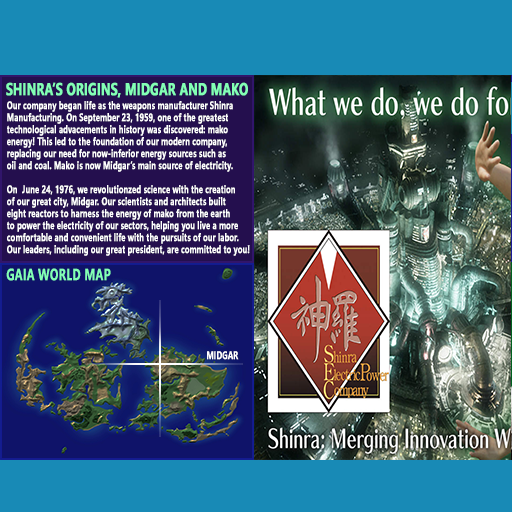 SHINRA'S ORIGINS, MIDGAR AND MAKO
Our company began life as the weapons manufacturer Shinra
Manufacturing. On September 23, 1959, one of the greatest
technological advacements in history was discovered: mako
energy! This led to the foundation of our modern company,
replacing our need for now-inferior energy sources such as
oil and coal. Mako is now Midgar's main source of electricity.
On June 24, 1976, we revolutionzed science with the creation
of our great city, Midgar. Our scientists and architects built
eight reactors to harness the energy of mako from the earth
to power the electricity of our sectors, helping you live a more
comfortable and convenient life with the pursuits of our labor.
Our leaders, including our great president, are committed to you!
GAIA WORLD MAP
MIDGAR
What we do, we do fo
神羅
Shinra
Electric Power
Company
Shinra: Merging Innovation W